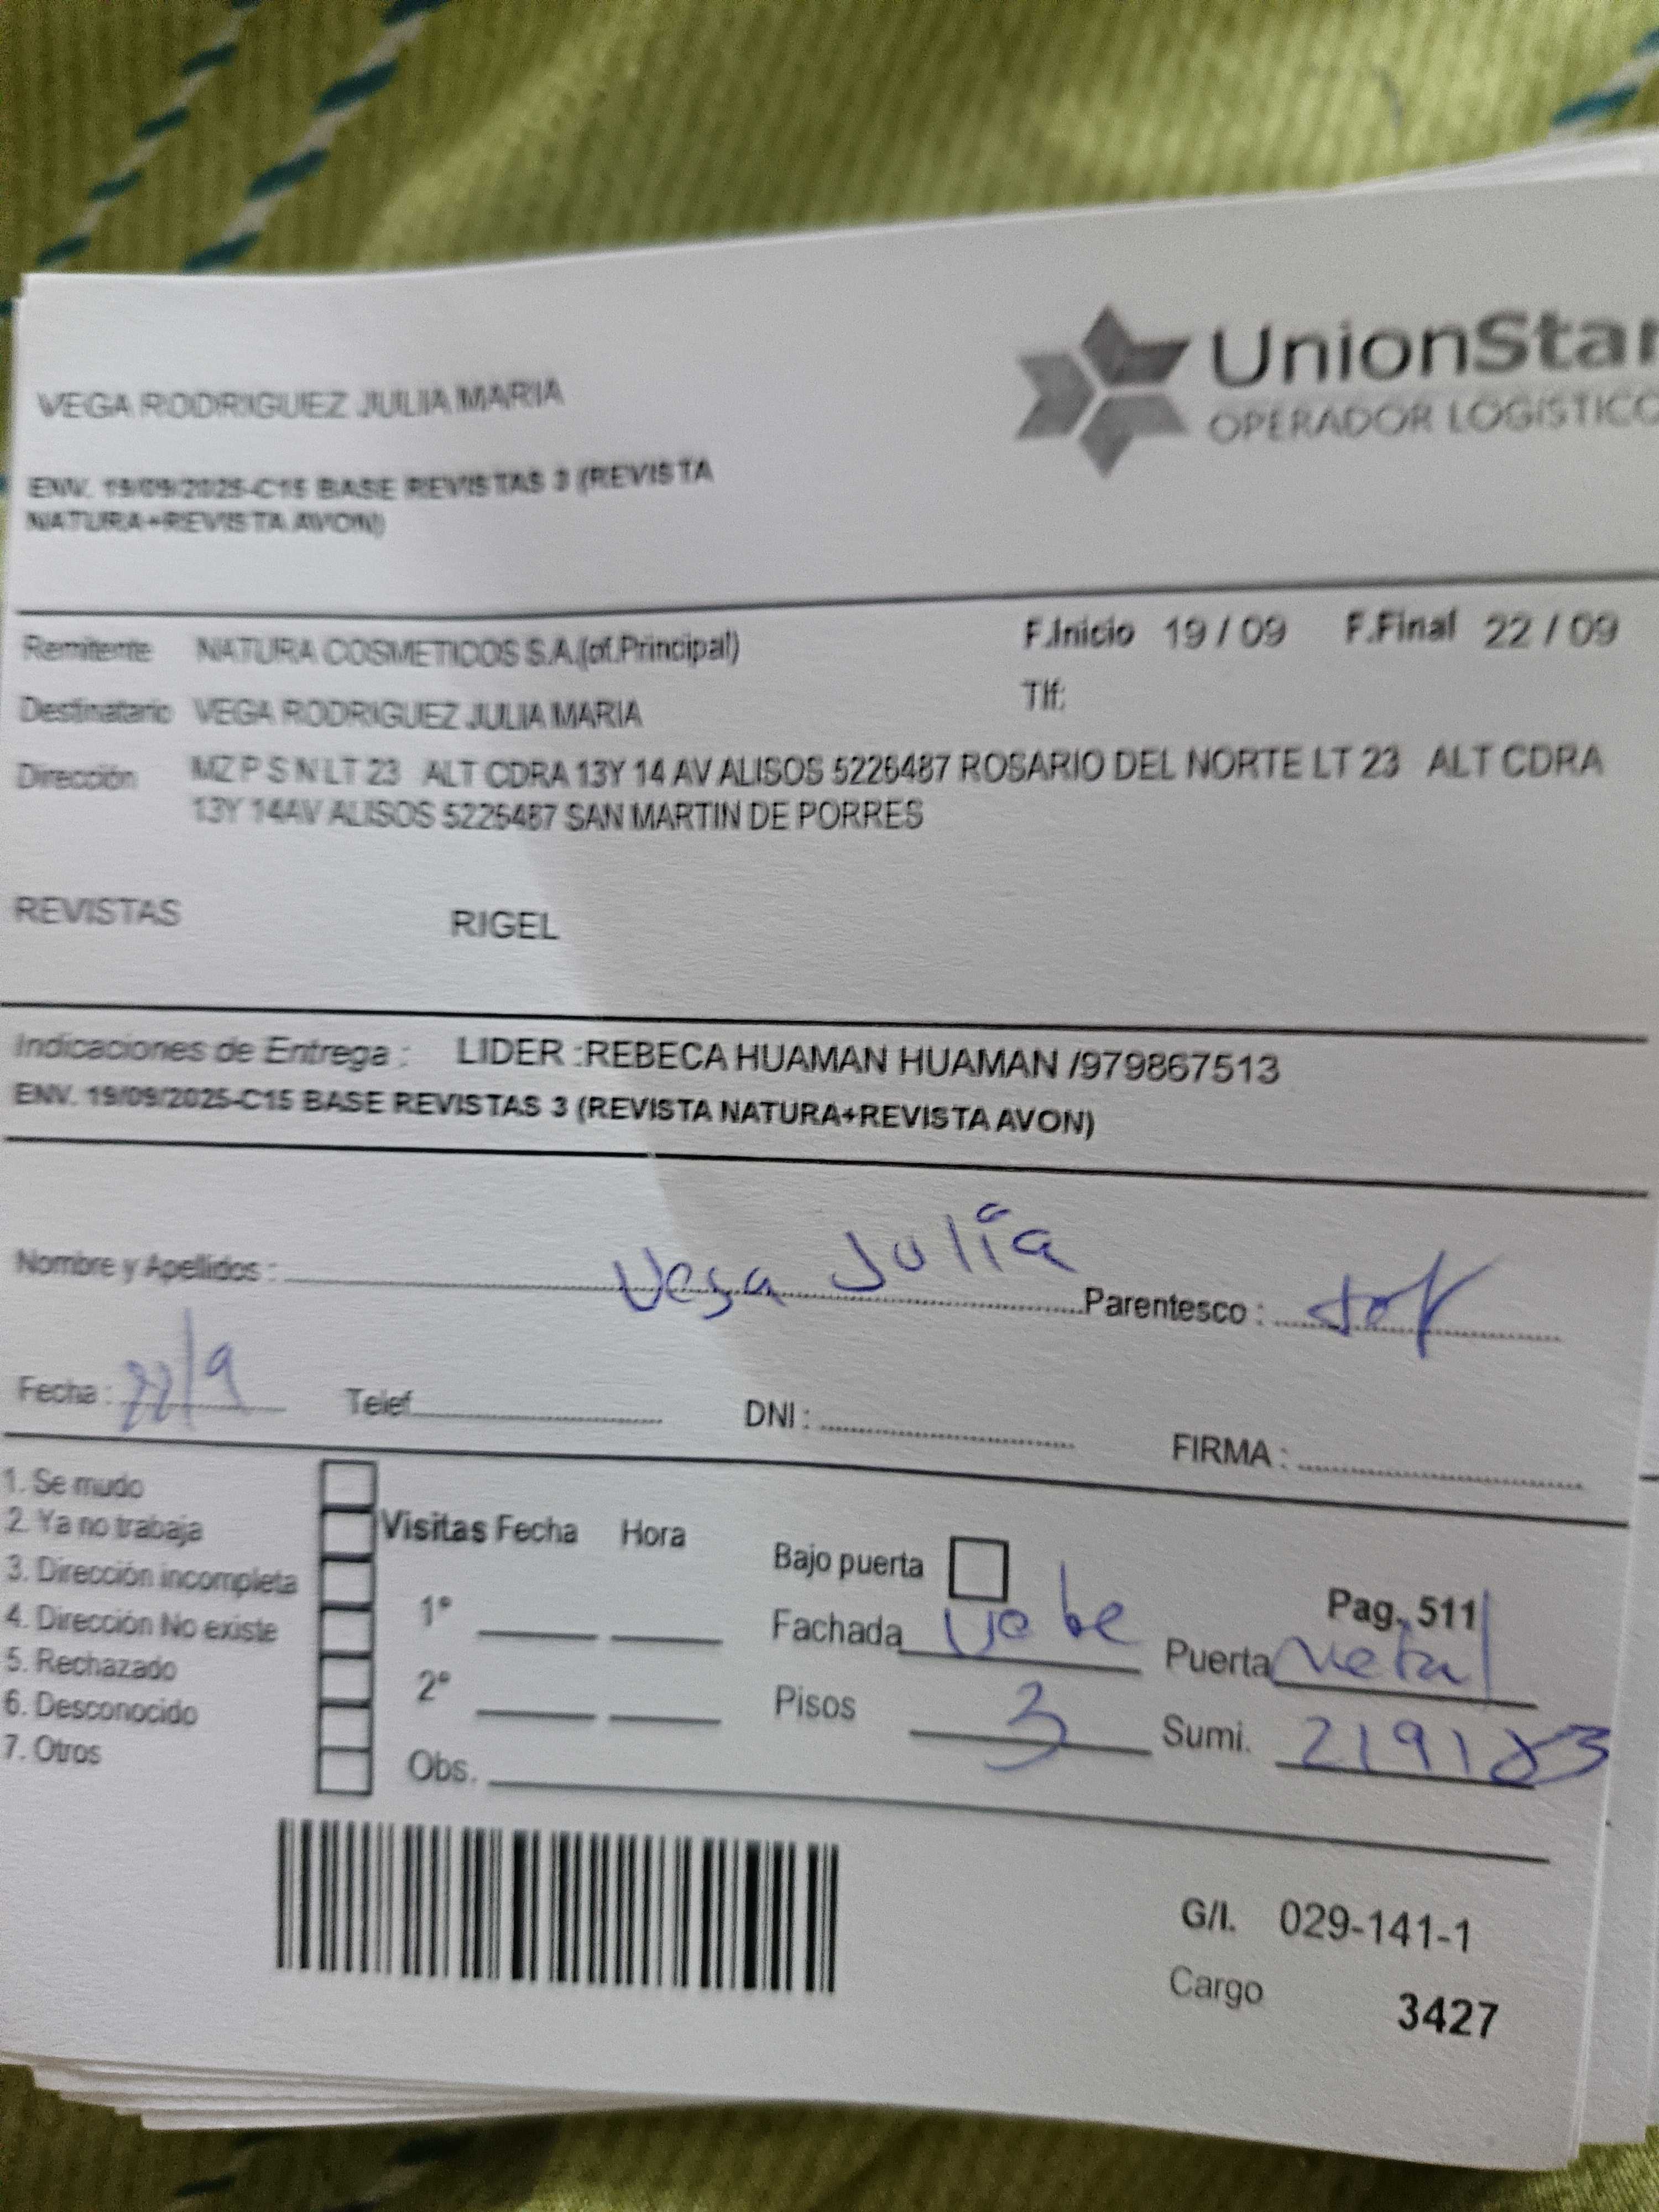 UnionStar
OPERADOR LOGISTICO
VEGA RODRIGUEZ JULIA MARIA
ENV. 19/09/2025-C15 BASE REVISTAS 3 (REVISTA
NATURA+REVISTA AVON)
Remitente NATURA COSMETICOS S.A.(of.Principal) F.Inicio 19 / 09 F.Final 22 / 09
Destinatario VEGA RODRIGUEZ JULIA MARIA Tlf:
Dirección MZ P S N LT 23 ALT CDRA 13Y 14 AV ALISOS 5226487 ROSARIO DEL NORTE LT 23 ALT CDRA
13Y 14AV ALISOS 5226487 SAN MARTIN DE PORRES
REVISTAS RIGEL
Indicaciones de Entrega : LIDER :REBECA HUAMAN HUAMAN /979867513
ENV. 19/09/2025-C15 BASE REVISTAS 3 (REVISTA NATURA+REVISTA AVON)
Nombre y Apellidos : Vega Julia Parentesco :
Fecha : 22/9 Telef DNI : FIRMA :
1. Se mudo
2. Ya no trabaja Visitas Fecha Hora Bajo puerta
3. Dirección incompleta 1° Fachada Pag. 511
4. Dirección No existe Puerta Metal
5. Rechazado 2° Pisos 3
6. Desconocido Sumi.
7. Otros Obs.
G/I. 029-141-1
Cargo 3427